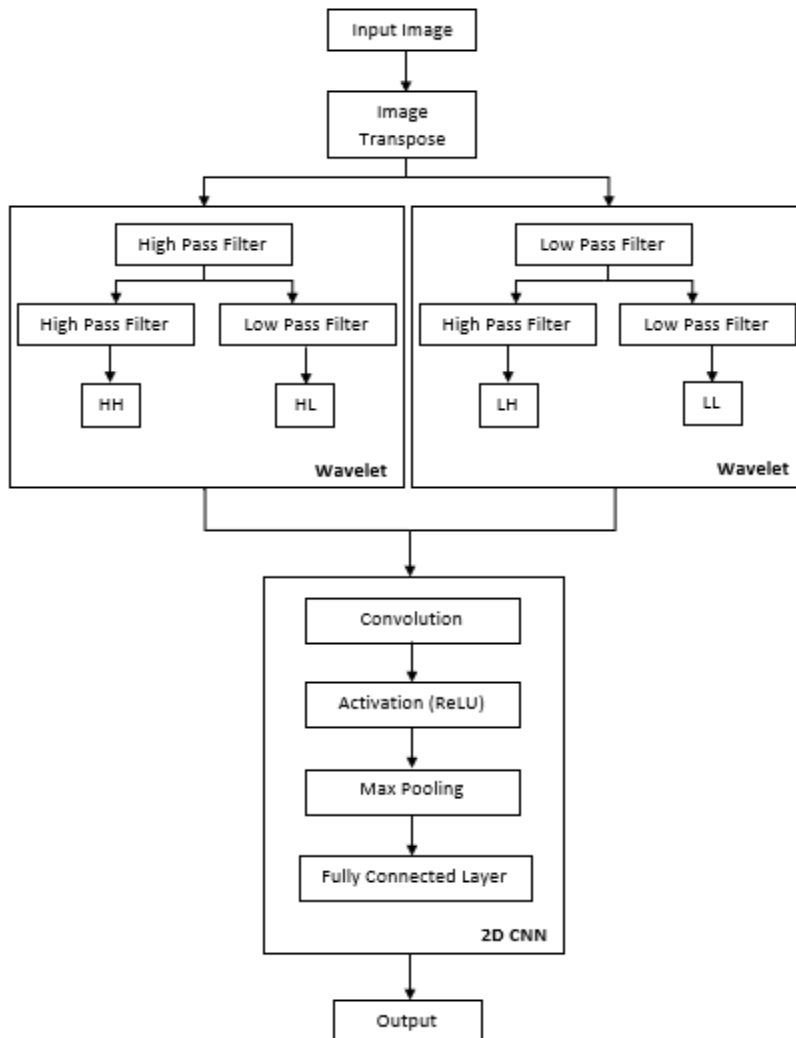 Input Image
Image
Transpose
High Pass Filter
High Pass Filter
Low Pass Filter
HH
HL
Wavelet
Low Pass Filter
High Pass Filter
Low Pass Filter
LH
LL
Wavelet
Convolution
Activation (ReLU)
Max Pooling
Fully Connected Layer
2D CNN
Output